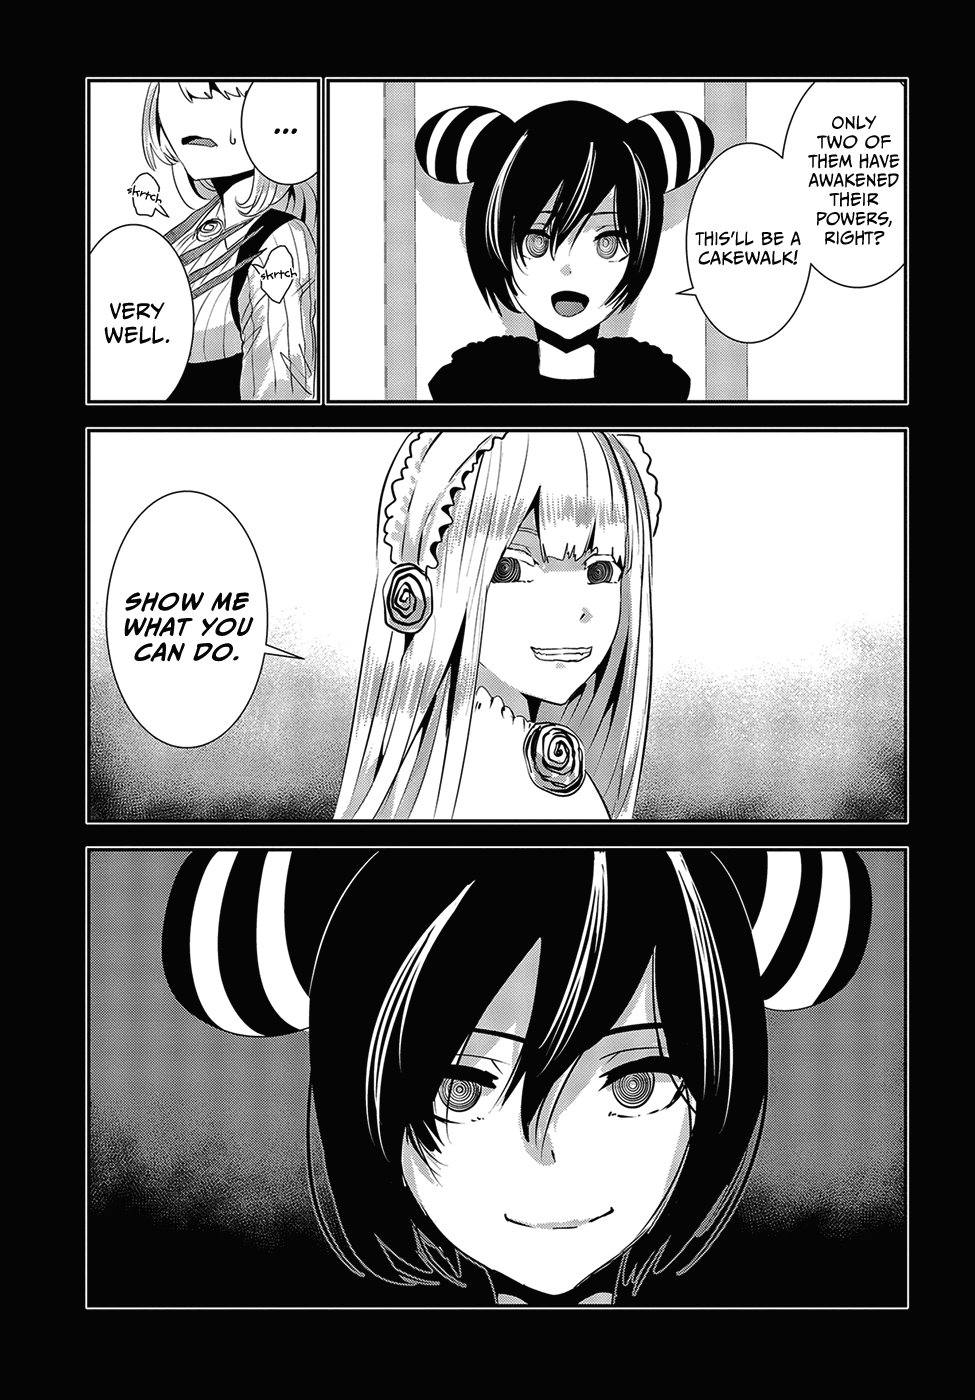 ONLY
TWO OF
THEM HAVE
AWAKENED
THEIR
POWERS,
RIGHT?
THIS'LL BE A
CAKEWALK!
...
skrtch
skrtch
VERY
WELL.
SHOW ME
WHAT YOU
CAN DO.